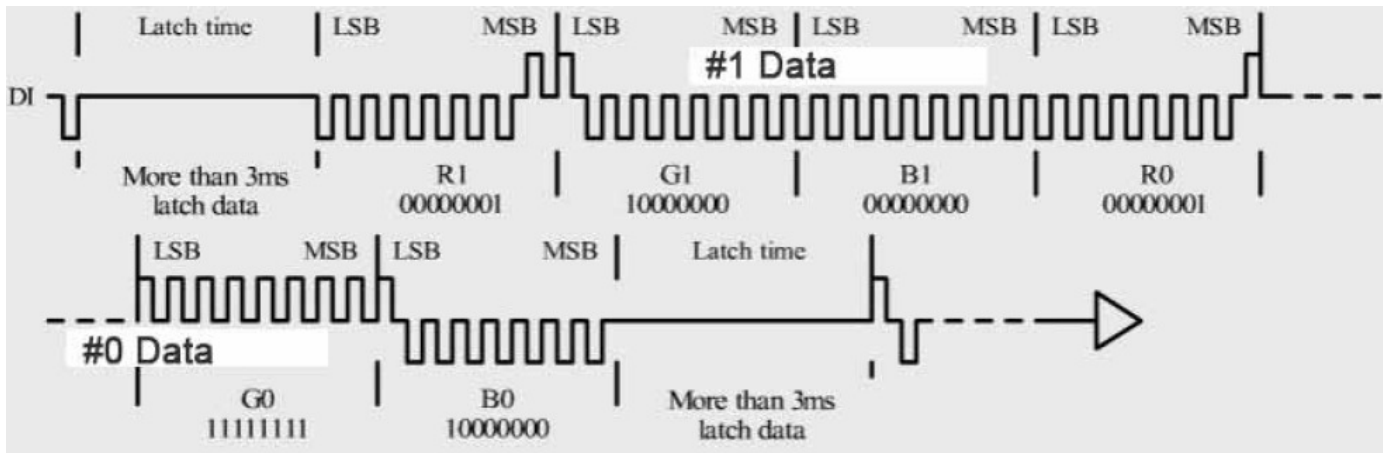 Latch time LSB MSB LSB MSB LSB MSB LSB MSB
#1 Data
DI
More than 3ms R1 G1 B1 R0
latch data 00000001 10000000 00000000 00000001
LSB MSB LSB MSB Latch time
#0 Data
G0 B0 More than 3ms
11111111 10000000 latch data